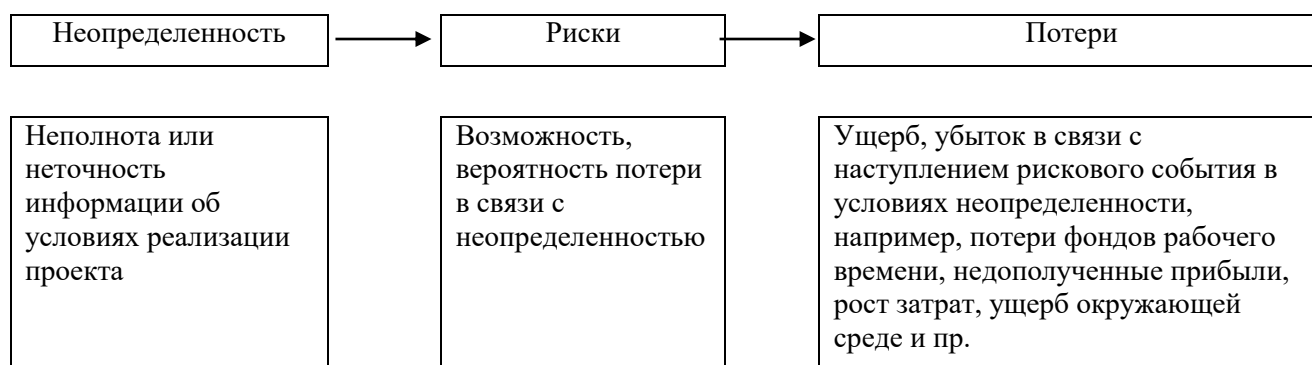 Неопределенность
Риски
Потери
Неполнота или
неточность
информации об
условиях реализации
проекта
Возможность,
вероятность потери
в связи с
неопределенностью
Ущерб, убыток в связи с
наступлением рискового события в
условиях неопределенности,
например, потери фондов рабочего
времени, недополученные прибыли,
рост затрат, ущерб окружающей
среде и пр.